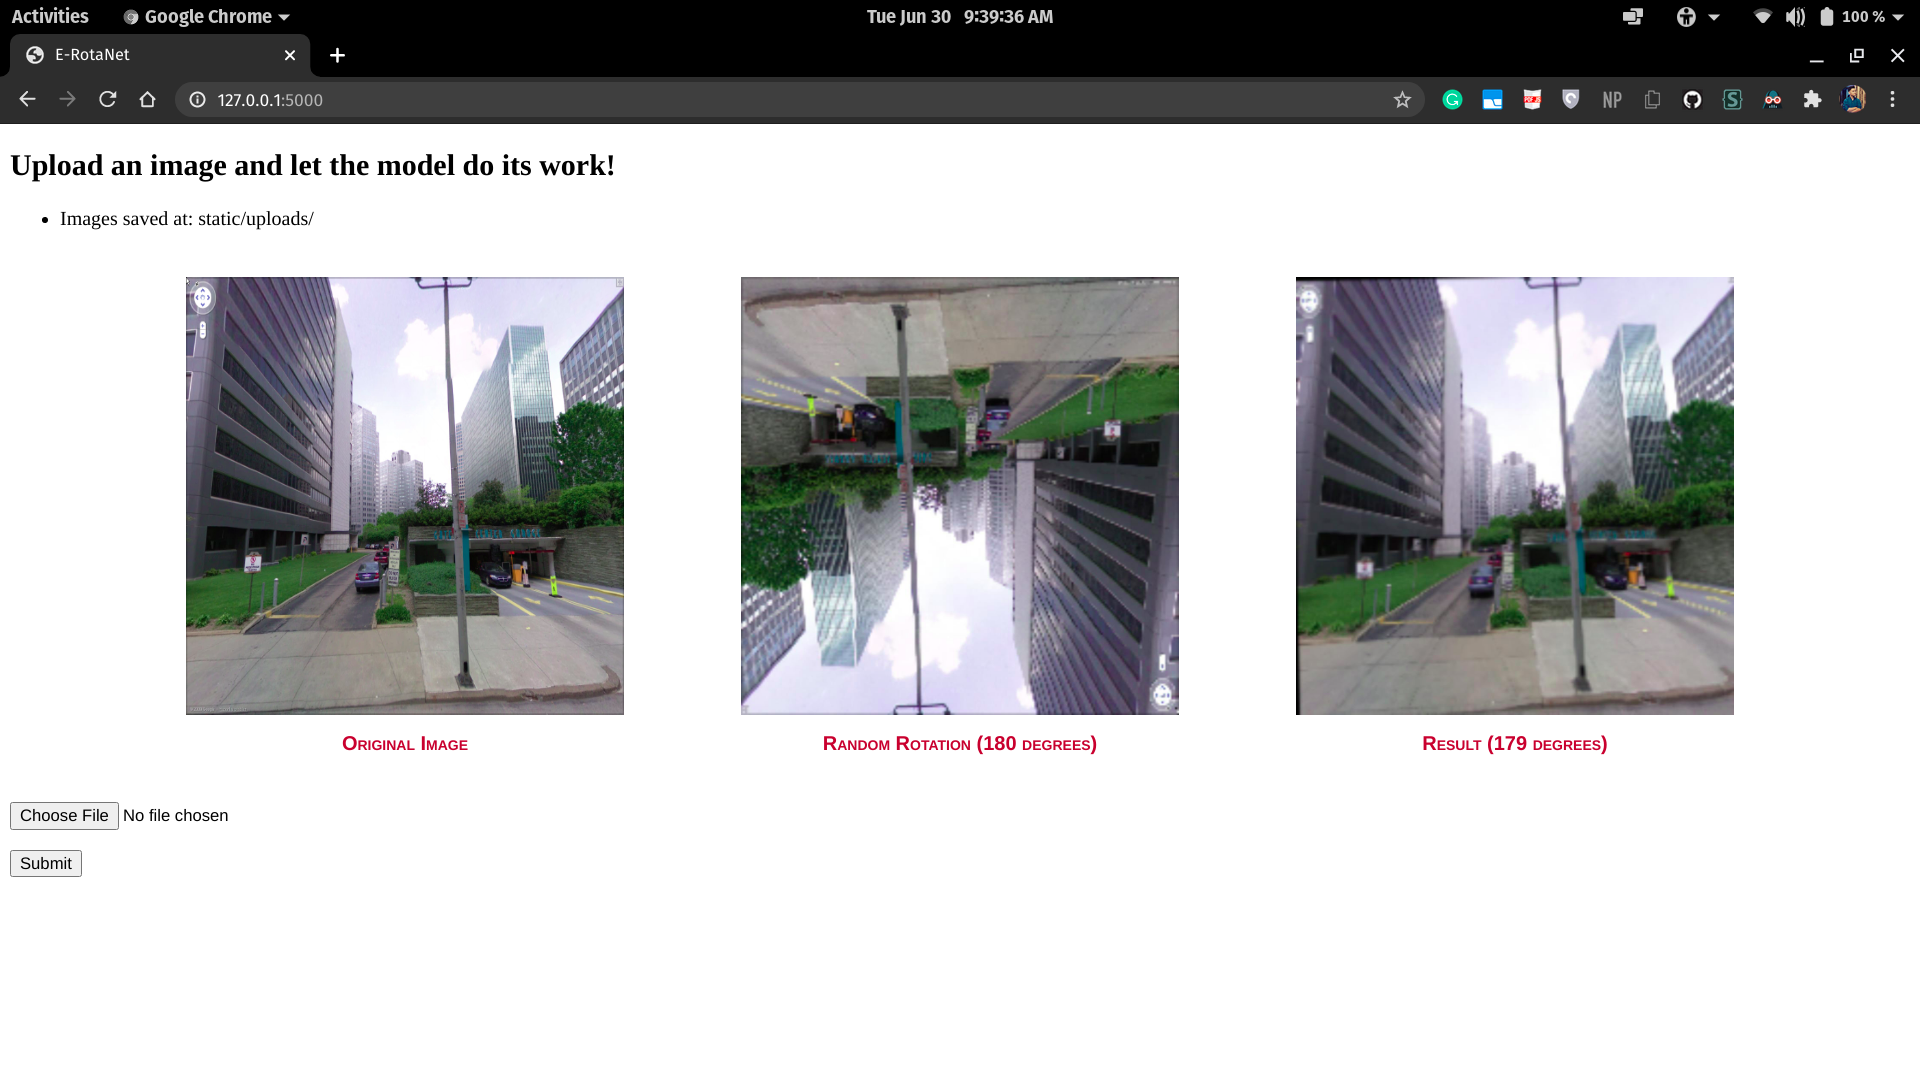 Activities Google Chrome Tue Jun 30 9:39:36 AM 100 %
E-RotaNet
127.0.0.1:5000 NP
Upload an image and let the model do its work!
• Images saved at: static/uploads/
Original Image Random Rotation (180 degrees) Result (179 degrees)
Choose File No file chosen
Submit